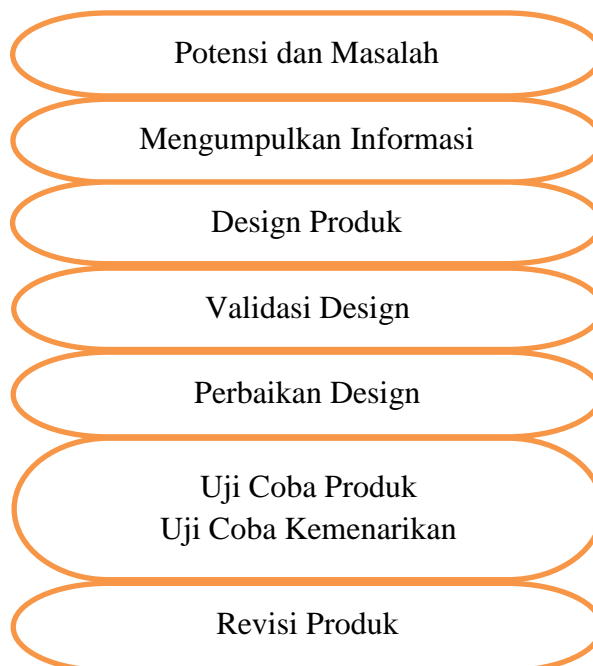 Potensi dan Masalah
Mengumpulkan Informasi
Design Produk
Validasi Design
Perbaikan Design
Uji Coba Produk
Uji Coba Kemenarikan
Revisi Produk